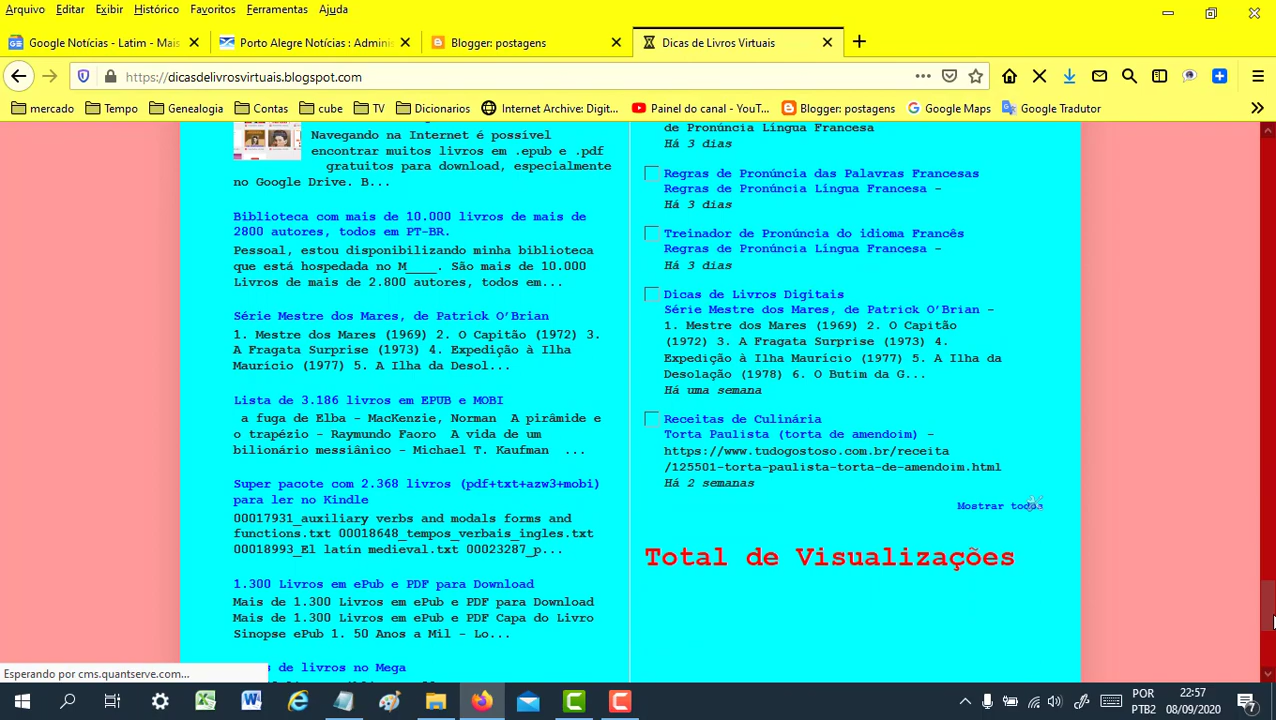 Arquivo Editar Exibir Histórico Favoritos Ferramentas Ajuda
Google Notícias - Latim - Mais
Porto Alegre Notícias : Adminis
Blogger: postagens
Dicas de Livros Virtuais
https://dicasdelivrosvirtuais.blogspot.com
mercado Tempo Genealogia Contas cube TV Dicionarios Internet Archive: Digit... Painel do canal - YouT... Blogger: postagens Google Maps Google Tradutor
Navegando na Internet é possível
encontrar muitos livros em .epub e .pdf
gratuitos para download, especialmente
no Google Drive. B...
Biblioteca com mais de 10.000 livros de mais de
2800 autores, todos em PT-BR.
Pessoal, estou disponibilizando minha biblioteca
que está hospedada no M____. São mais de 10.000
Livros de mais de 2.800 autores, todos em...
Série Mestre dos Mares, de Patrick O’Brian
1. Mestre dos Mares (1969) 2. O Capitão (1972) 3.
A Fragata Surprise (1973) 4. Expedição à Ilha
Maurício (1977) 5. A Ilha da Desol...
Lista de 3.186 livros em EPUB e MOBI
a fuga de Elba - MacKenzie, Norman A pirâmide e
o trapézio - Raymundo Faoro A vida de um
bilionário messiânico - Michael T. Kaufman ...
Super pacote com 2.368 livros (pdf+txt+azw3+mobi)
para ler no Kindle
00017931_auxiliary verbs and modals forms and
functions.txt 00018648_tempos_verbais_ingles.txt
00018993_El latin medieval.txt 00023287_p...
1.300 Livros em ePub e PDF para Download
Mais de 1.300 Livros em ePub e PDF para Download
Mais de 1.300 Livros em ePub e PDF Capa do Livro
Sinopse ePub 1. 50 Anos a Mil - Lo...
de livros no Mega
de Pronúncia Língua Francesa
Há 3 dias
Regras de Pronúncia das Palavras Francesas
Regras de Pronúncia Língua Francesa -
Há 3 dias
Treinador de Pronúncia do idioma Francês
Regras de Pronúncia Língua Francesa -
Há 3 dias
Dicas de Livros Digitais
Série Mestre dos Mares, de Patrick O’Brian -
1. Mestre dos Mares (1969) 2. O Capitão
(1972) 3. A Fragata Surprise (1973) 4.
Expedição à Ilha Maurício (1977) 5. A Ilha da
Desolação (1978) 6. O Butim da G...
Há uma semana
Receitas de Culinária
Torta Paulista (torta de amendoim) -
https://www.tudogostoso.com.br/receita
/125501-torta-paulista-torta-de-amendoim.html
Há 2 semanas
Mostrar todos
Total de Visualizações
Esperando por cms.quantserve.com...
POR
PTB2
22:57
08/09/2020
7